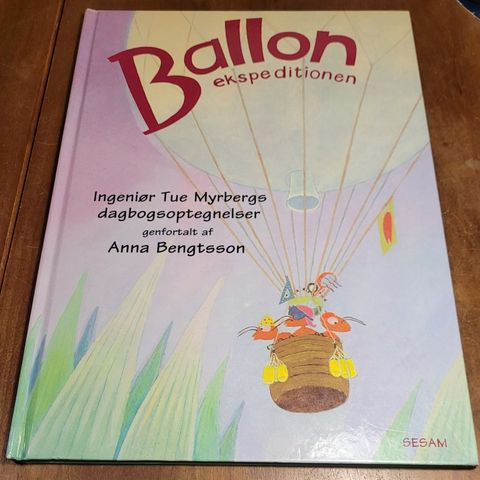 Ballon
ekspeditionen
Ingeniør Tue Myrbergs
dagbogsoptegnelser
genfortalt af
Anna Bengtsson
SESAM